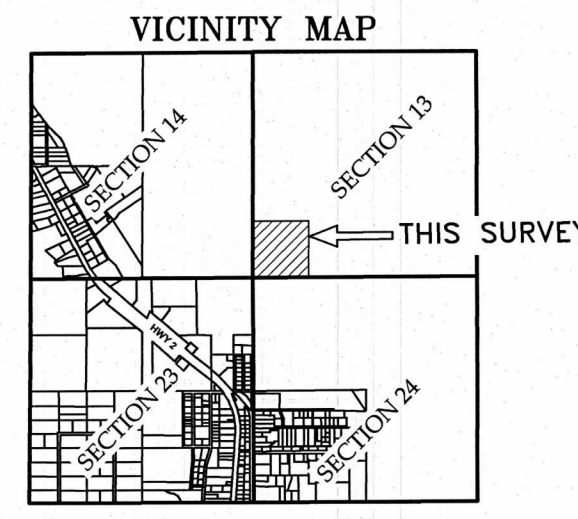 VICINITY MAP
SECTION 14
SECTION 13
THIS SURVEY
HWY 2
SECTION 23
SECTION 24